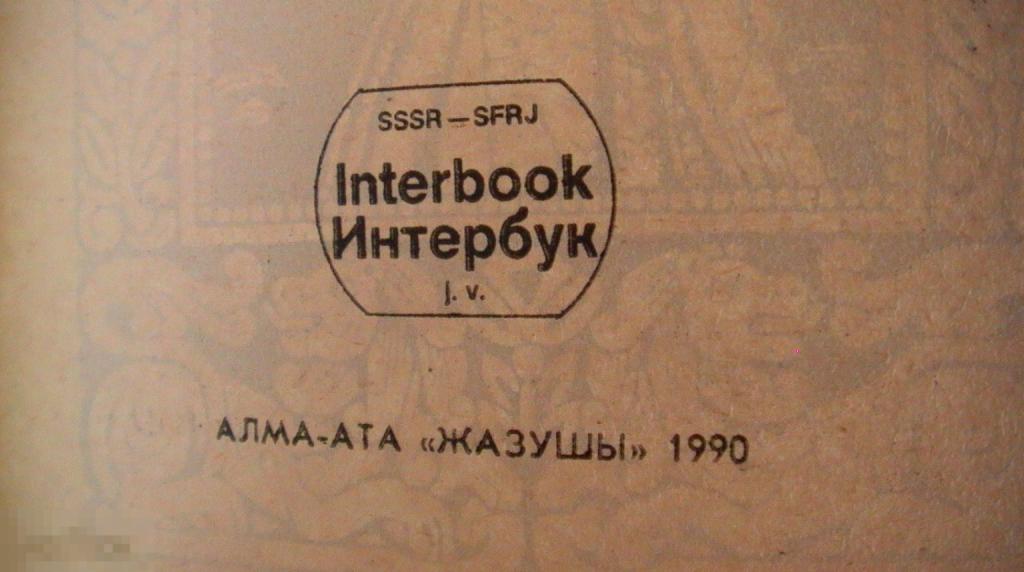 SSSR – SFRJ
Interbook
Интербук
j. v.
АЛМА-АТА «ЖАЗУШЫ» 1990